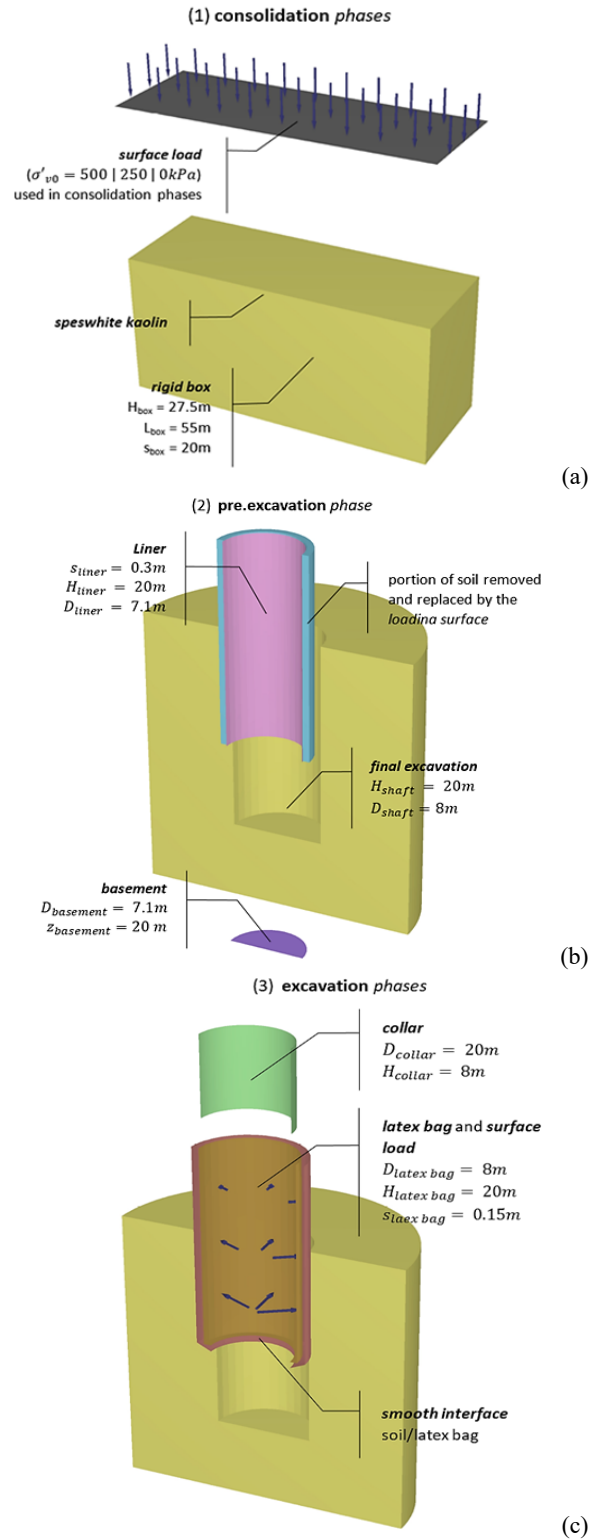 (1) consolidation phases
surface load
(σ'v0 = 500 | 250 | 0kPa)
used in consolidation phases
speswhite kaolin
rigid box
Hbox = 27.5m
Lbox = 55m
sbox = 20m
(a)
(2) pre.excavation phase
Liner
sliner = 0.3m
Hliner = 20m
Dliner = 7.1m
portion of soil removed
and replaced by the
loadina surface
final excavation
Hshaft = 20m
Dshaft = 8m
basement
Dbasement = 7.1m
zbasement = 20 m
(b)
(3) excavation phases
collar
Dcollar = 20m
Hcollar = 8m
latex bag and surface
load
Dlatex bag = 8m
Hlatex bag = 20m
slaex bag = 0.15m
smooth interface
soil/latex bag
(c)